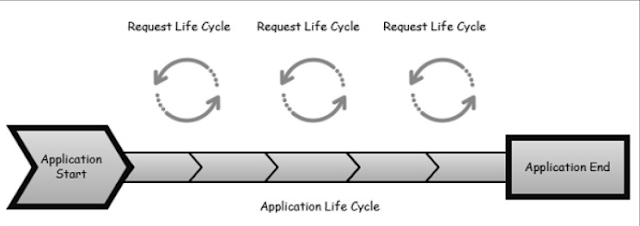 Request Life Cycle Request Life Cycle Request Life Cycle
Application
Start
Application End
Application Life Cycle